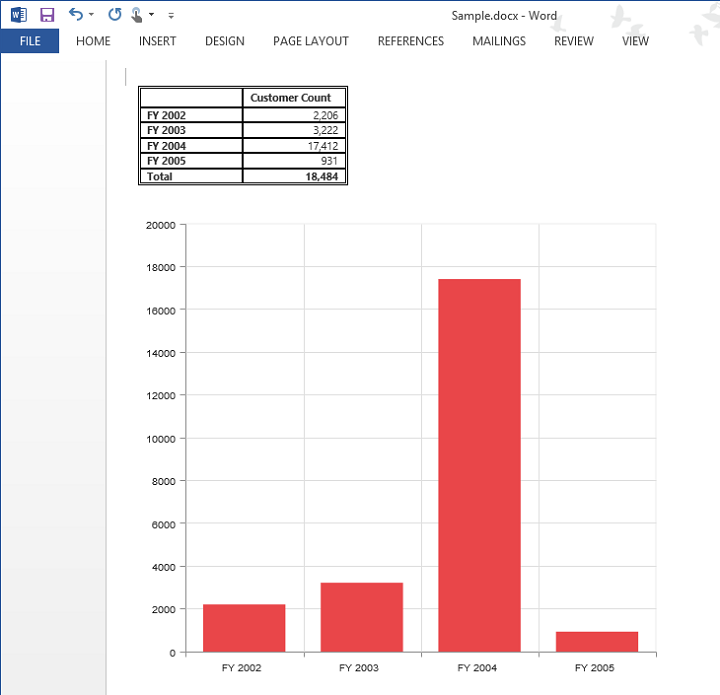 Sample.docx - Word
FILE HOME INSERT DESIGN PAGE LAYOUT REFERENCES MAILINGS REVIEW VIEW
Customer Count
FY 2002 2,206
FY 2003 3,222
FY 2004 17,412
FY 2005 931
Total 18,484
20000
18000
16000
14000
12000
10000
8000
6000
4000
2000
0
FY 2002 FY 2003 FY 2004 FY 2005